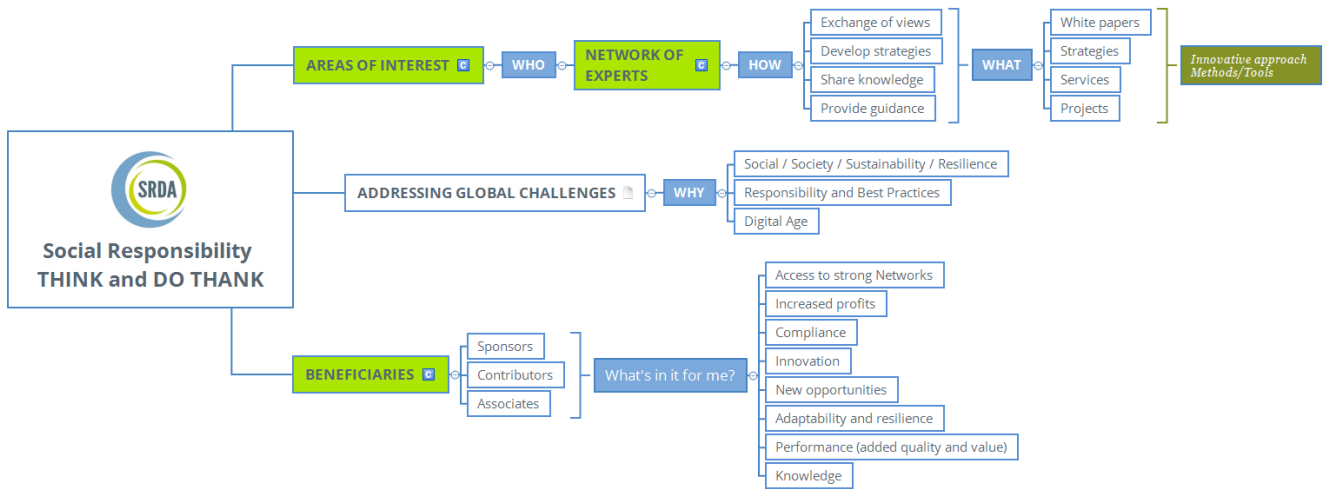 SRDA
Social Responsibility
THINK and DO THANK
AREAS OF INTEREST C
WHO
NETWORK OF
EXPERTS C
HOW
Exchange of views
Develop strategies
Share knowledge
Provide guidance
WHAT
White papers
Strategies
Services
Projects
Innovative approach
Methods/Tools
ADDRESSING GLOBAL CHALLENGES
WHY
Social / Society / Sustainability / Resilience
Responsibility and Best Practices
Digital Age
BENEFICIARIES C
Sponsors
Contributors
Associates
What's in it for me?
Access to strong Networks
Increased profits
Compliance
Innovation
New opportunities
Adaptability and resilience
Performance (added quality and value)
Knowledge